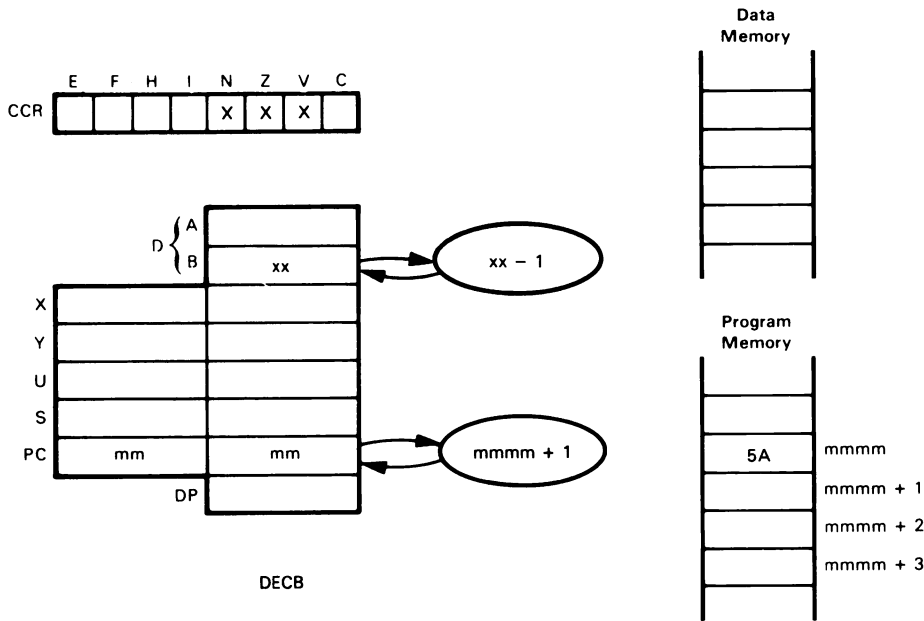 Data
Memory
E F H I N Z V C
CCR X X X
D { A
B xx
xx – 1
X
Y
U
S
PC mm mm
mmmm + 1
DP
DECB
Program
Memory
5A mmmm
mmmm + 1
mmmm + 2
mmmm + 3